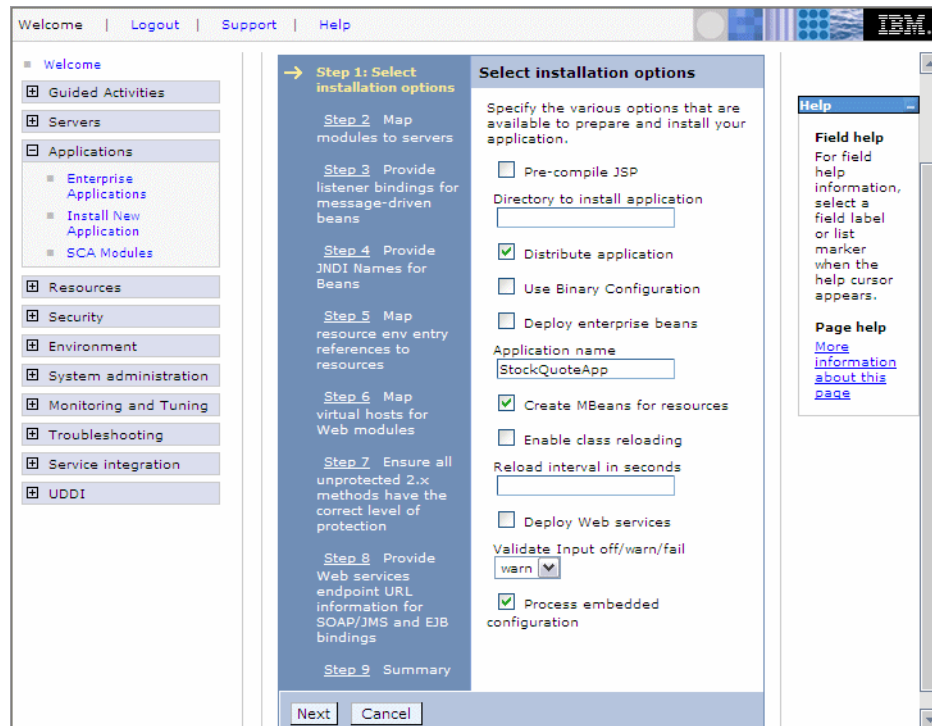 Welcome | Logout | Support | Help
IBM.
Welcome
Guided Activities
Servers
Applications
Enterprise
Applications
Install New
Application
SCA Modules
Resources
Security
Environment
System administration
Monitoring and Tuning
Troubleshooting
Service integration
UDDI
Step 1: Select
installation options
Step 2 Map
modules to servers
Step 3 Provide
listener bindings for
message-driven
beans
Step 4 Provide
JNDI Names for
Beans
Step 5 Map
resource env entry
references to
resources
Step 6 Map
virtual hosts for
Web modules
Step 7 Ensure all
unprotected 2.x
methods have the
correct level of
protection
Step 8 Provide
Web services
endpoint URL
information for
SOAP/JMS and EJB
bindings
Step 9 Summary
Select installation options
Specify the various options that are
available to prepare and install your
application.
Pre-compile JSP
Directory to install application
Distribute application
Use Binary Configuration
Deploy enterprise beans
Application name
StockQuoteApp
Create MBeans for resources
Enable class reloading
Reload interval in seconds
Deploy Web services
Validate Input off/warn/fail
warn
Process embedded
configuration
Next Cancel
Help
Field help
For field
help
information,
select a
field label
or list
marker
when the
help cursor
appears.
Page help
More
information
about this
page